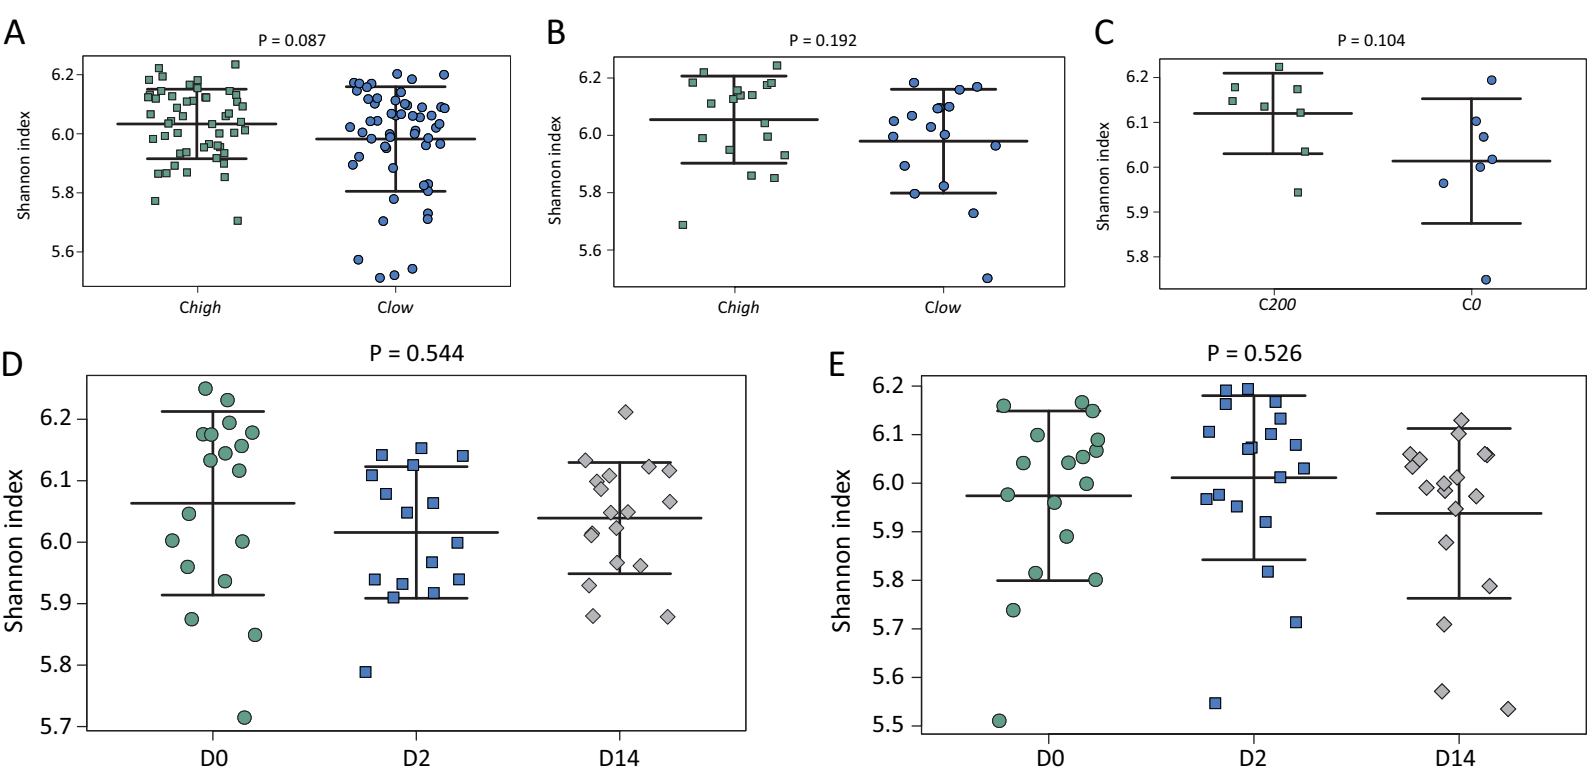 A
P = 0.087
Shannon index
6.2
6.0
5.8
5.6
Chigh
Clow
B
P = 0.192
Shannon index
6.2
6.0
5.8
5.6
Chigh
Clow
C
P = 0.104
Shannon index
6.2
6.1
6.0
5.9
5.8
C200
C0
D
P = 0.544
Shannon index
6.2
6.1
6.0
5.9
5.8
5.7
D0
D2
D14
E
P = 0.526
Shannon index
6.2
6.1
6.0
5.9
5.8
5.7
5.6
5.5
D0
D2
D14